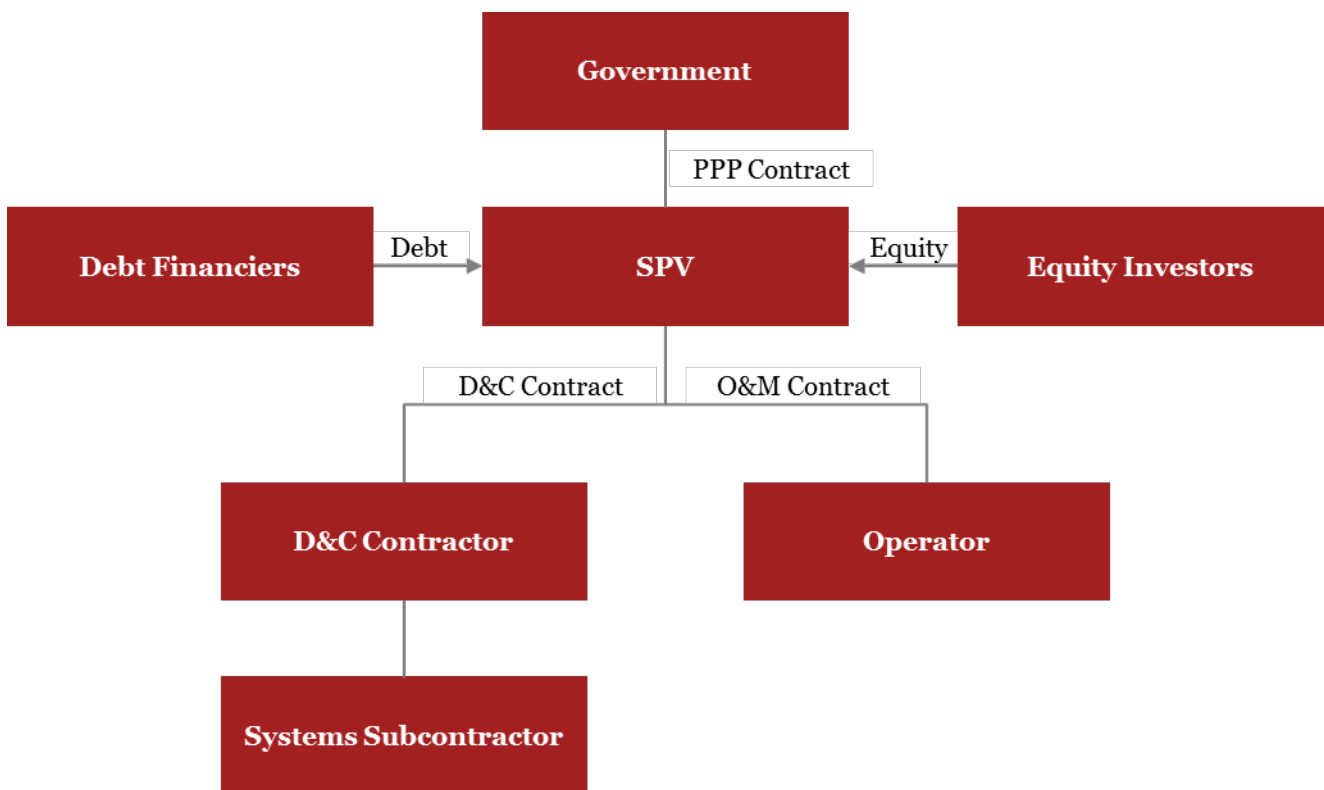 Government
PPP Contract
Debt Financiers
Debt
SPV
Equity
Equity Investors
D&C Contract
O&M Contract
D&C Contractor
Operator
Systems Subcontractor